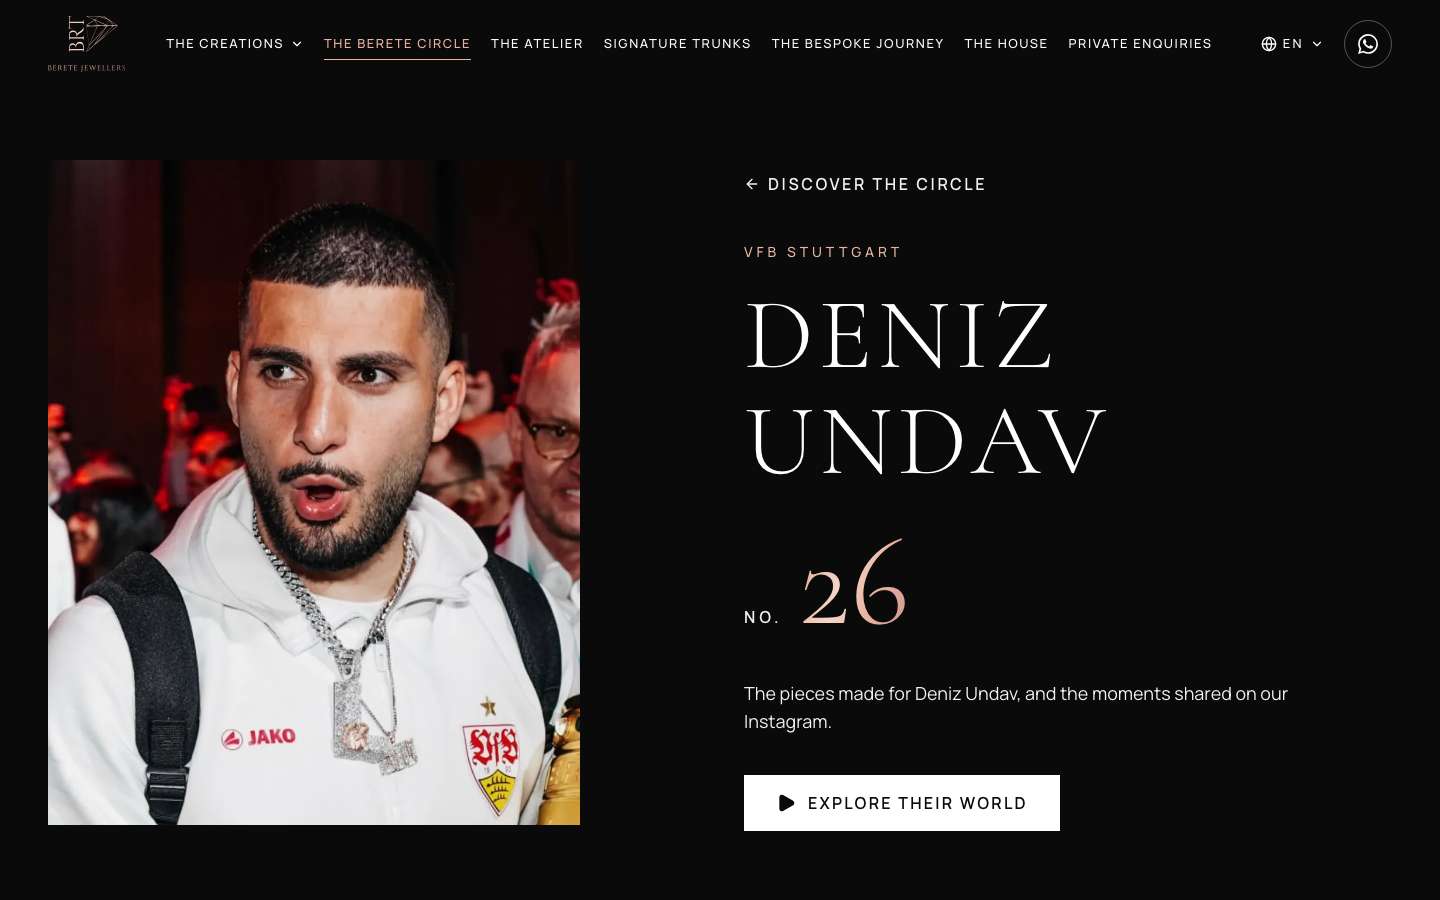 BRT
BERETE JEWELLERS
THE CREATIONS
THE BERETE CIRCLE
THE ATELIER
SIGNATURE TRUNKS
THE BESPOKE JOURNEY
THE HOUSE
PRIVATE ENQUIRIES
EN
← DISCOVER THE CIRCLE
VFB STUTTGART
DENIZ
UNDAV
NO. 26
The pieces made for Deniz Undav, and the moments shared on our
Instagram.
EXPLORE THEIR WORLD
JAKO
VfB